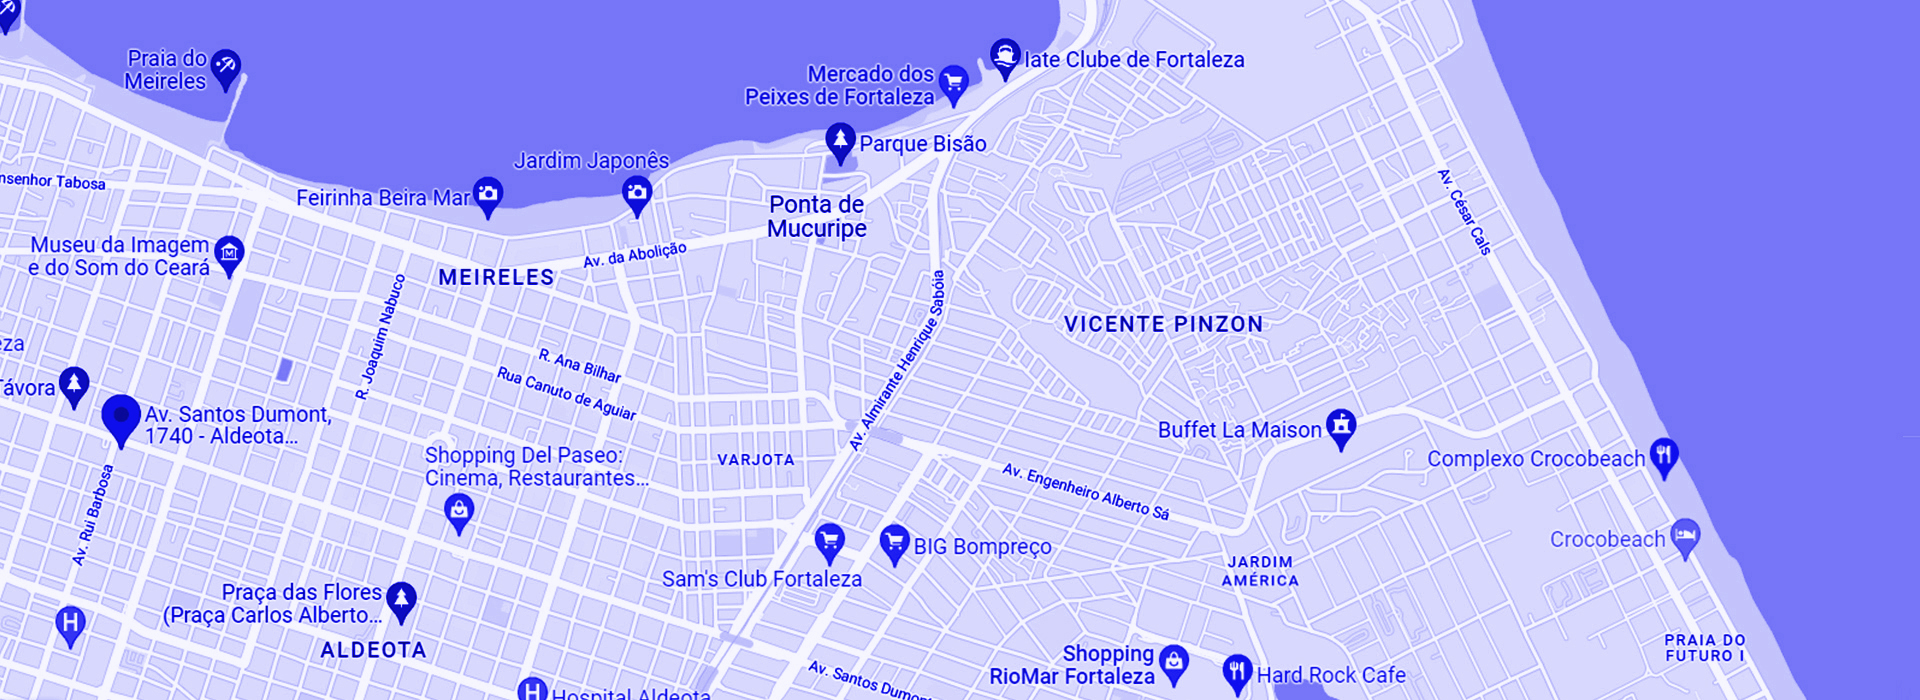 Praia do
Meireles
Mercado dos
Peixes de Fortaleza
Iate Clube de Fortaleza
Parque Bisão
Jardim Japonês
Feirinha Beira Mar
nsenhor Tabosa
Ponta de
Mucuripe
Av. César Cals
Museu da Imagem
e do Som do Ceará
MEIRELES
Av. da Abolição
R. Joaquim Nabuco
Av. Almirante Henrique Sabóia
VICENTE PINZON
eza
R. Ana Bilhar
Rua Canuto de Aguiar
Távora
Av. Santos Dumont,
1740 - Aldeota...
Buffet La Maison
Shopping Del Paseo:
Cinema, Restaurantes...
VARJOTA
Av. Engenheiro Alberto Sá
Complexo Crocobeach
Av. Rui Barbosa
Crocobeach
BIG Bompreço
Sam's Club Fortaleza
JARDIM
AMÉRICA
Praça das Flores
(Praça Carlos Alberto...
H
ALDEOTA
PRAIA DO
FUTURO I
Shopping
RioMar Fortaleza
Hard Rock Cafe
Av. Santos Dumont
H
Hospital Aldeota